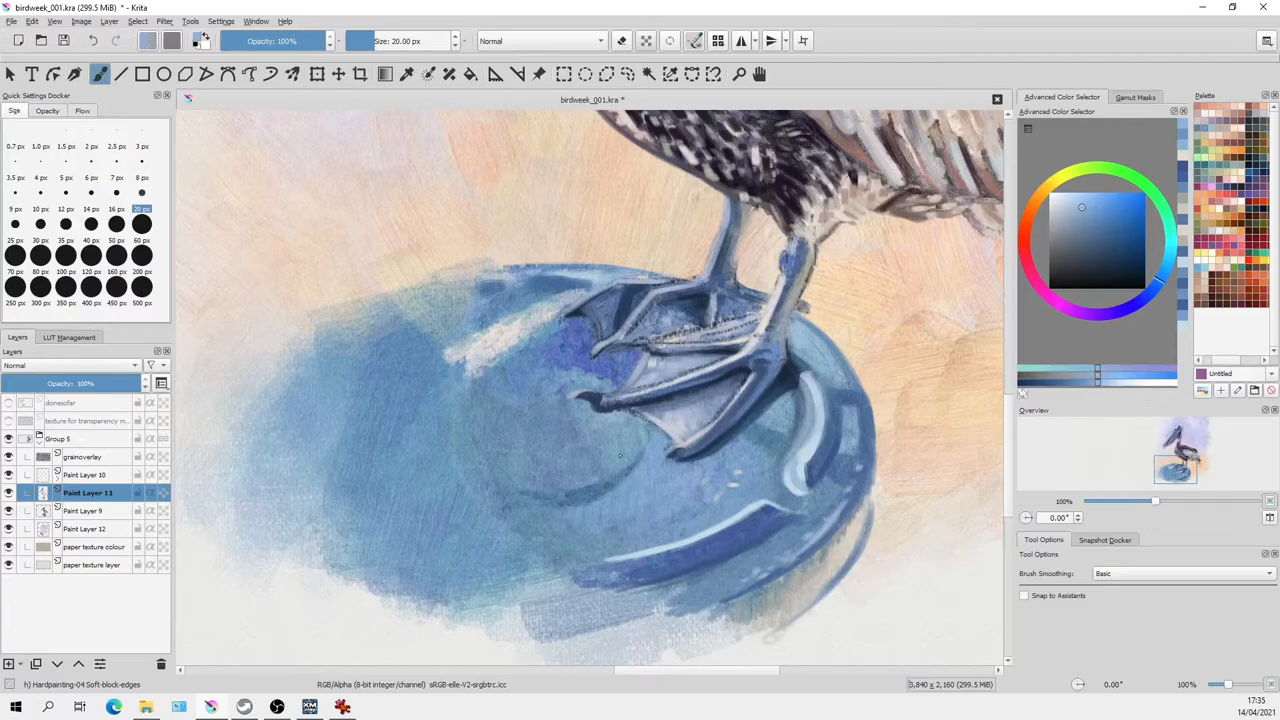 birdweek_001.kra (299.5 MiB) * - Krita
File Edit View Image Layer Filter Tools Settings Window Help
Opacity: 100% Size: 20.00 px Normal
Quick Settings Docker
birdweek_001.kra *
Size Opacity Flow
0.7 px 1.0 px 1.5 px 2 px 2.5 px 3 px
3.5 px 4 px 5 px 6 px 7 px 8 px
9 px 10 px 12 px 14 px 16 px 20 px
25 px 30 px 35 px 40 px 50 px 60 px
70 px 80 px 100 px 120 px 160 px 200 px
250 px 300 px 350 px 400 px 450 px 500 px
Layers LUT Management
Layers
Normal
Opacity: 100%
donesofar
texture for transparency m...
Group 5
grainoverlay
Paint Layer 10
Paint Layer 11
Paint Layer 9
Paint Layer 12
paper texture colour
paper texture layer
Advanced Color Selector Gamut Masks
Advanced Color Selector
Palette
Untitled
Overview
100%
0.00°
Tool Options Snapshot Docker
Tool Options
Brush Smoothing: Basic
Snap to Assistants
h) Hardpainting-04 Soft-block-edges
RGB/Alpha (8-bit integer/channel) sRGB-elle-V2-srgbtrc.icc
3,840 x 2,160 (299.5 MiB)
0.00°
100%
17:35
14/04/2021